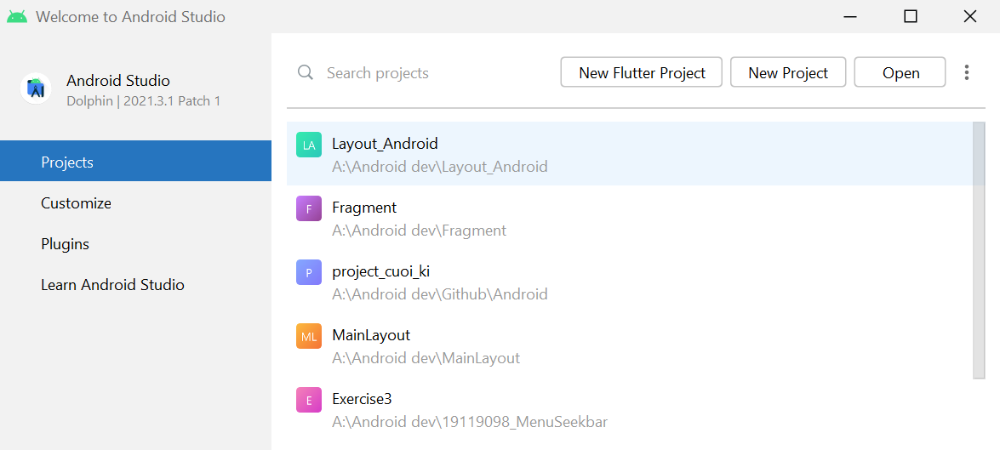 Welcome to Android Studio
Android Studio
Dolphin | 2021.3.1 Patch 1
Projects
Customize
Plugins
Learn Android Studio
Search projects
New Flutter Project
New Project
Open
LA
Layout_Android
A:\Android dev\Layout_Android
F
Fragment
A:\Android dev\Fragment
P
project_cuoi_ki
A:\Android dev\Github\Android
ML
MainLayout
A:\Android dev\MainLayout
E
Exercise3
A:\Android dev\19119098_MenuSeekbar